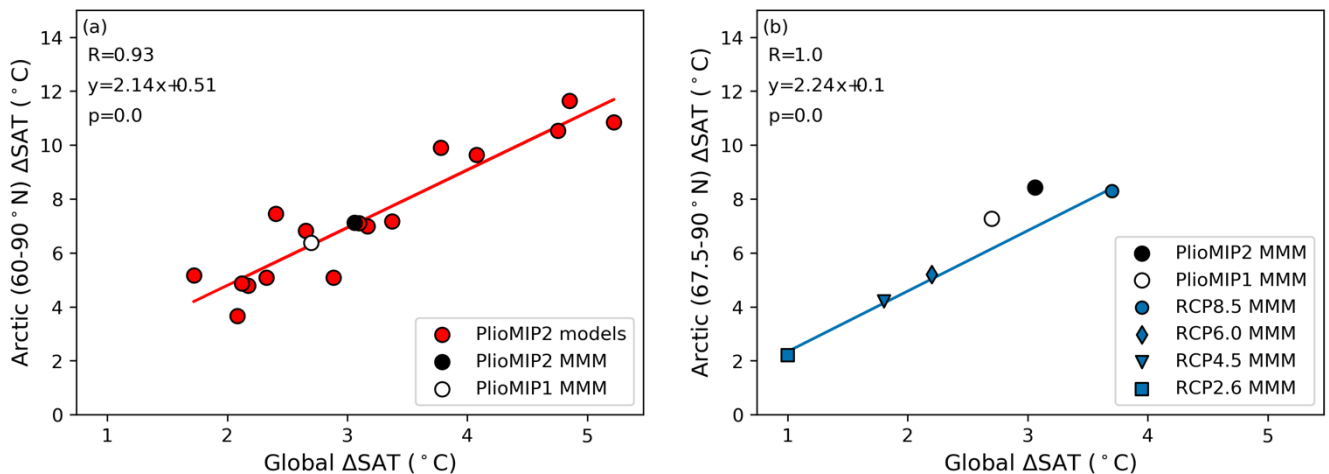 (a)
R=0.93
y=2.14x+0.51
p=0.0
14
12
10
8
6
4
2
0
Arctic (60-90°N) ΔSAT (°C)
PlioMIP2 models
PlioMIP2 MMM
PlioMIP1 MMM
1 2 3 4 5
Global ΔSAT (°C)
(b)
R=1.0
y=2.24x+0.1
p=0.0
14
12
10
8
6
4
2
0
Arctic (67.5-90°N) ΔSAT (°C)
PlioMIP2 MMM
PlioMIP1 MMM
RCP8.5 MMM
RCP6.0 MMM
RCP4.5 MMM
RCP2.6 MMM
1 2 3 4 5
Global ΔSAT (°C)